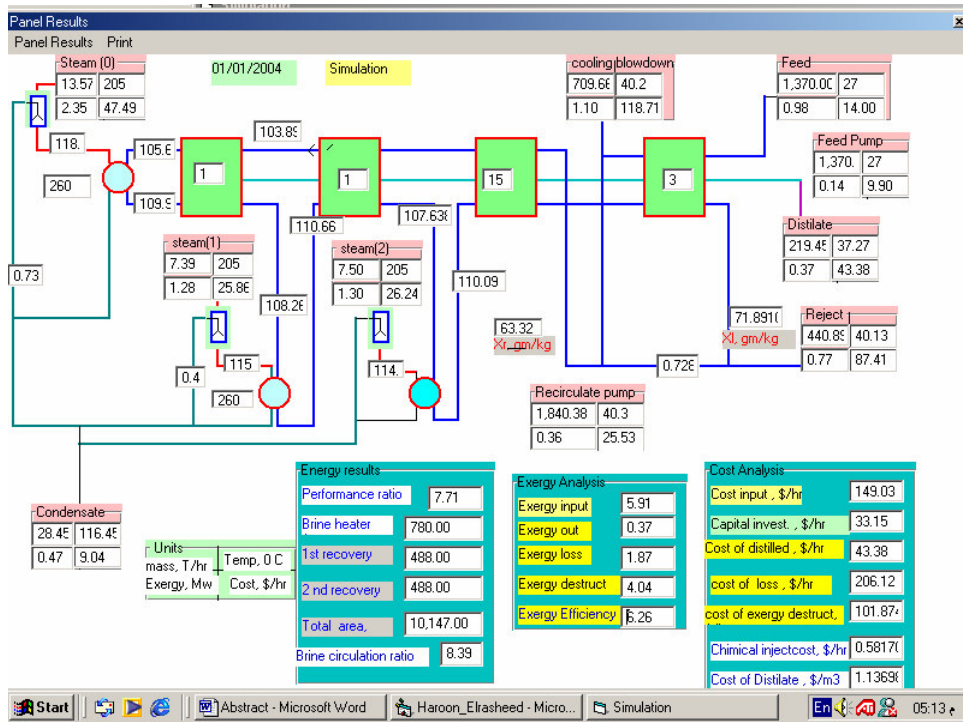 Panel Results
Panel Results Print
Steam (0)
13.57 205
2.35 47.49
01/01/2004
Simulation
cooling blowdown
709.66 40.2
1.10 118.71
Feed
1,370.00 27
0.98 14.00
118.
260
105.6
109.9
1
103.89
1
15
3
Feed Pump
1,370. 27
0.14 9.90
110.66
107.638
Distilate
219.45 37.27
0.37 43.38
steam(1)
7.39 205
1.28 25.86
steam(2)
7.50 205
1.30 26.24
0.73
108.26
110.09
63.32
Xr, gm/kg
71.8910
Xl, gm/kg
Reject
440.89 40.13
0.77 87.41
115
0.4
260
114.
0.728
Recirculate pump
1,840.38 40.3
0.36 25.53
Condensate
28.45 116.45
0.47 9.04
Units
mass, T/hr Temp, 0 C
Exergy, Mw Cost, $/hr
Energy results
Performance ratio 7.71
Brine heater 780.00
1st recovery 488.00
2 nd recovery 488.00
Total area, 10,147.00
Brine circulation ratio 8.39
Exergy Analysis
Exergy input 5.91
Exergy out 0.37
Exergy loss 1.87
Exergy destruct 4.04
Exergy Efficiency 6.26
Cost Analysis
Cost input , $/hr 149.03
Capital invest. , $/hr 33.15
Cost of distilled , $/hr 43.38
cost of loss , $/hr 206.12
cost of exergy destruct, 101.874
Chimical injectcost, $/hr 0.5817
Cost of Distilate , $/m3 1.1369
Start
Abstract - Microsoft Word
Haroon_Elrasheed - Micro...
Simulation
En
05:13 م